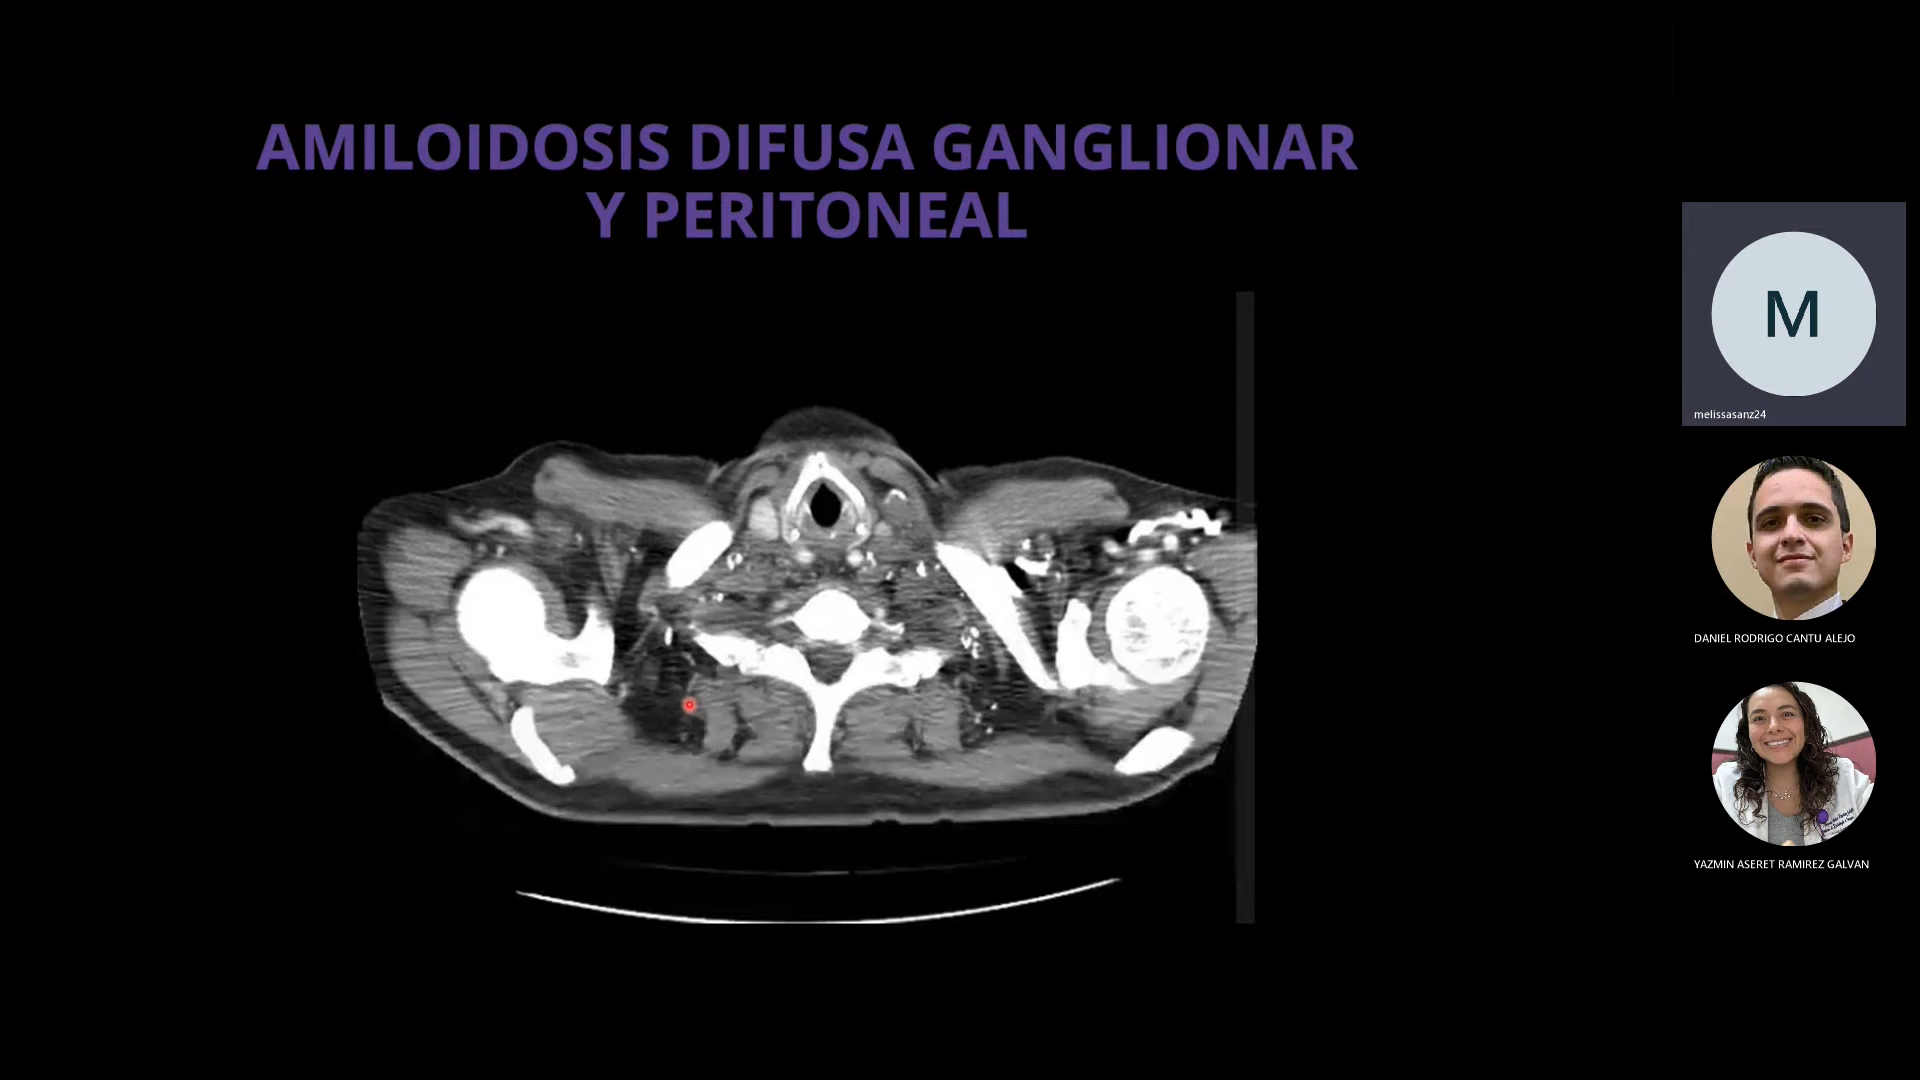 AMILOIDOSIS DIFUSA GANGLIONAR
Y PERITONEAL
M
melissasanz24
DANIEL RODRIGO CANTU ALEJO
YAZMIN ASERET RAMIREZ GALVAN